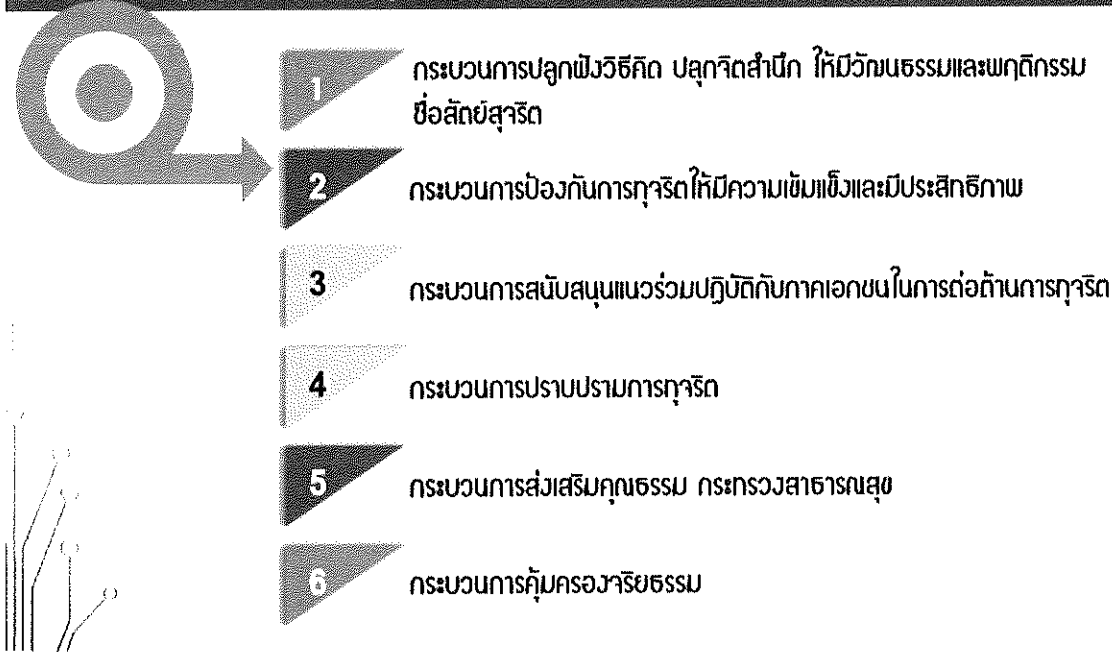 1
กระบวนการปลูกฝังวิธีคิด ปลุกจิตสำนึก ให้มีวัฒนธรรมและพฤติกรรม
ซื่อสัตย์สุจริต
2
กระบวนการป้องกันการทุจริตให้มีความเข้มแข็งและมีประสิทธิภาพ
3
กระบวนการสนับสนุนแนวร่วมปฏิบัติกับภาคเอกชนในการต่อต้านการทุจริต
4
กระบวนการปราบปรามการทุจริต
5
กระบวนการส่งเสริมคุณธรรม กระทรวงสาธารณสุข
6
กระบวนการคุ้มครองจริยธรรม